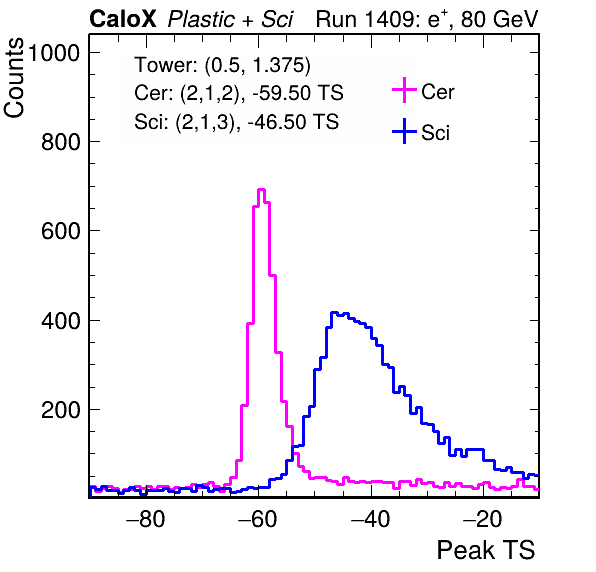 CaloX Plastic + Sci Run 1409: e⁺, 80 GeV
Counts
1000
800
600
400
200
Tower: (0.5, 1.375)
Cer: (2,1,2), -59.50 TS
Sci: (2,1,3), -46.50 TS
Cer
Sci
−80 −60 −40 −20
Peak TS